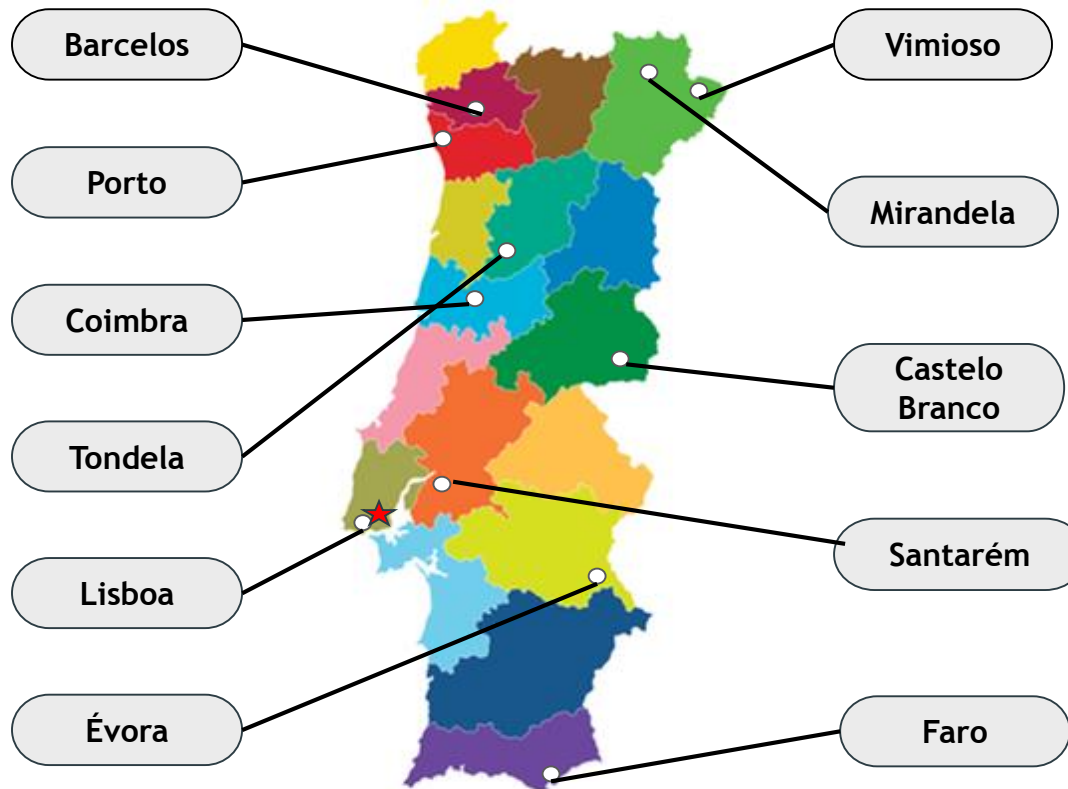 Barcelos
Vimioso
Porto
Mirandela
Coimbra
Castelo
Branco
Tondela
Santarém
Lisboa
Évora
Faro